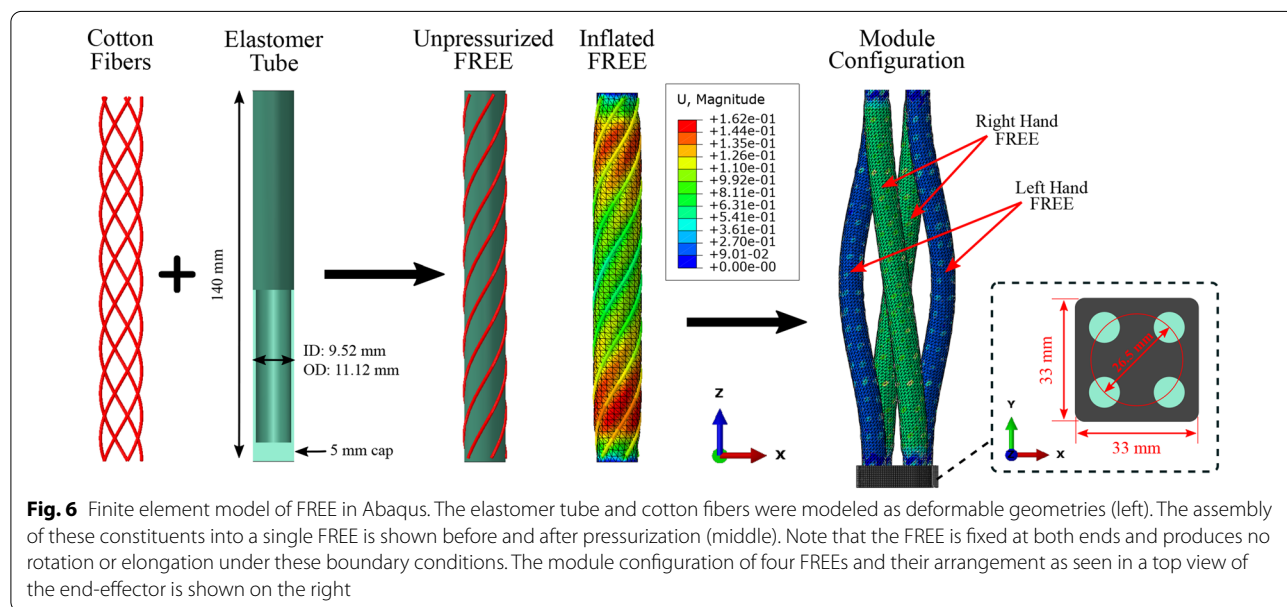 Cotton
Fibers
Elastomer
Tube
Unpressurized
FREE
Inflated
FREE
Module
Configuration
140 mm
ID: 9.52 mm
OD: 11.12 mm
5 mm cap
U, Magnitude
+1.62e-01
+1.44e-01
+1.35e-01
+1.26e-01
+1.10e-01
+9.92e-01
+8.11e-01
+6.31e-01
+5.41e-01
+3.61e-01
+2.70e-01
+9.01-02
+0.00e-00
Z
X
Right Hand
FREE
Left Hand
FREE
33 mm
26.5 mm
33 mm
Y
X
Fig. 6 Finite element model of FREE in Abaqus. The elastomer tube and cotton fibers were modeled as deformable geometries (left). The assembly
of these constituents into a single FREE is shown before and after pressurization (middle). Note that the FREE is fixed at both ends and produces no
rotation or elongation under these boundary conditions. The module configuration of four FREEs and their arrangement as seen in a top view of
the end-effector is shown on the right